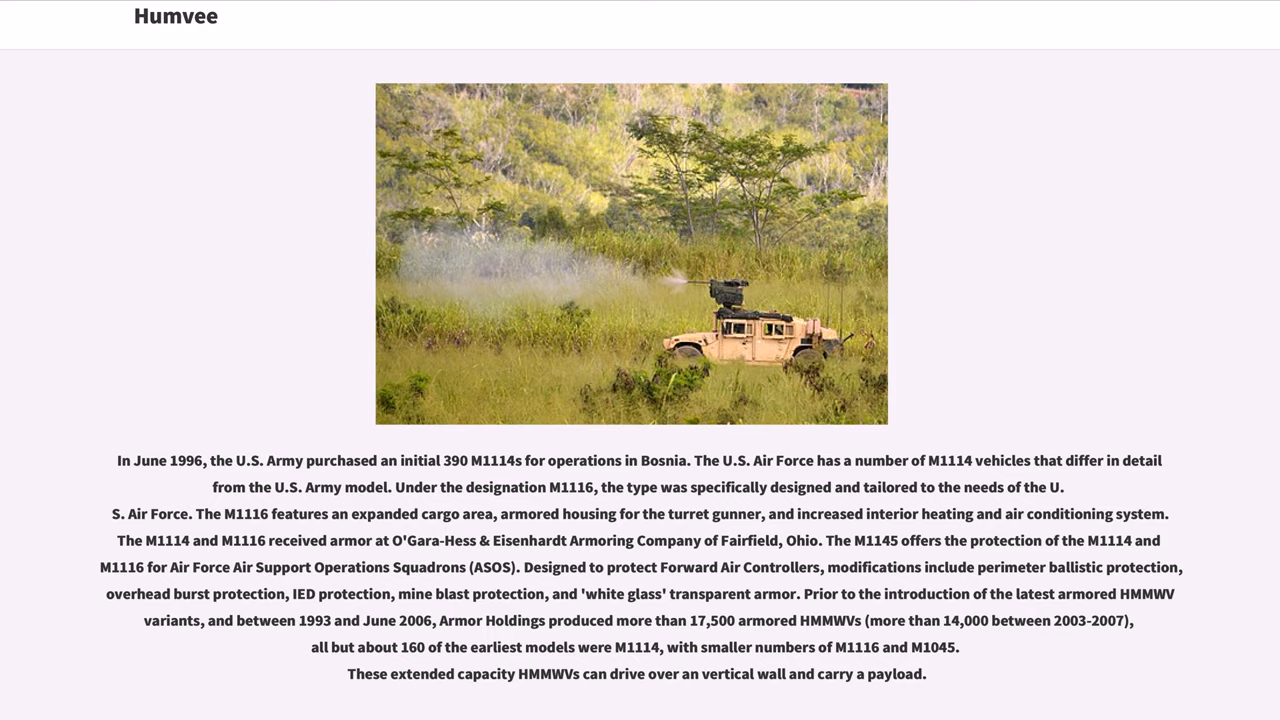 Humvee
In June 1996, the U.S. Army purchased an initial 390 M1114s for operations in Bosnia. The U.S. Air Force has a number of M1114 vehicles that differ in detail
from the U.S. Army model. Under the designation M1116, the type was specifically designed and tailored to the needs of the U.
S. Air Force. The M1116 features an expanded cargo area, armored housing for the turret gunner, and increased interior heating and air conditioning system.
The M1114 and M1116 received armor at O'Gara-Hess & Eisenhardt Armoring Company of Fairfield, Ohio. The M1145 offers the protection of the M1114 and
M1116 for Air Force Air Support Operations Squadrons (ASOS). Designed to protect Forward Air Controllers, modifications include perimeter ballistic protection,
overhead burst protection, IED protection, mine blast protection, and 'white glass' transparent armor. Prior to the introduction of the latest armored HMMWV
variants, and between 1993 and June 2006, Armor Holdings produced more than 17,500 armored HMMWVs (more than 14,000 between 2003-2007),
all but about 160 of the earliest models were M1114, with smaller numbers of M1116 and M1045.
These extended capacity HMMWVs can drive over an vertical wall and carry a payload.